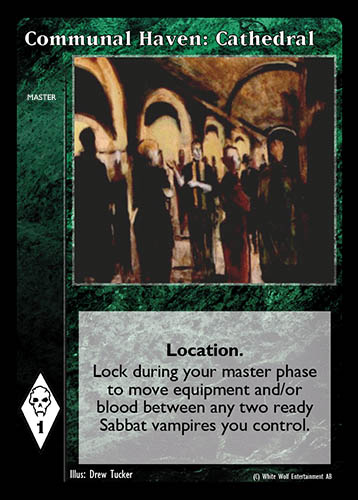 Communal Haven: Cathedral
MASTER
Location.
Lock during your master phase
to move equipment and/or
blood between any two ready
Sabbat vampires you control.
1
Illus: Drew Tucker
(C) White Wolf Entertainment AB